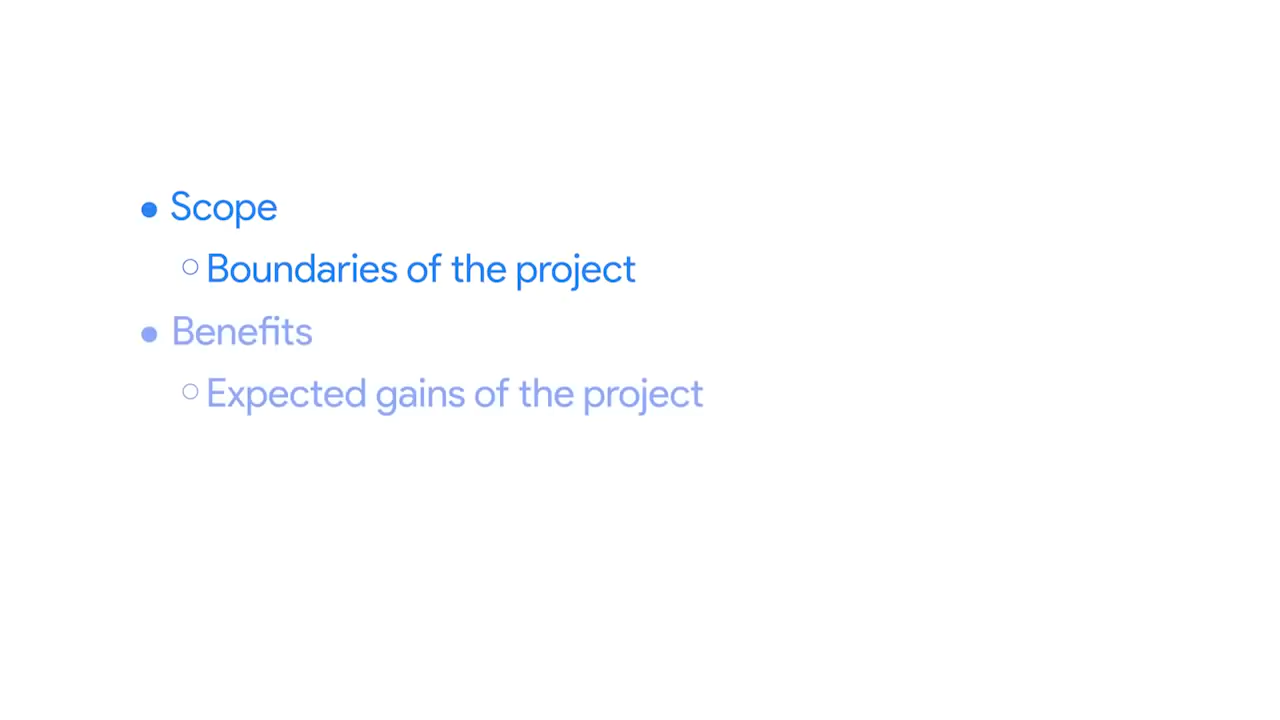 ● Scope
○ Boundaries of the project
● Benefits
○ Expected gains of the project